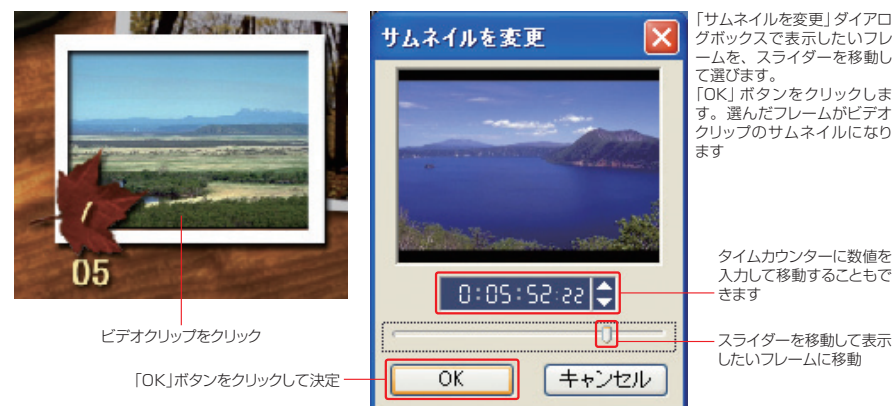 05
ビデオクリップをクリック
サムネイルを変更
0:05:52:22
OK
キャンセル
「OK」ボタンをクリックして決定
「サムネイルを変更」ダイアロ
グボックスで表示したいフレ
ームを、スライダーを移動し
て選びます。
「OK」ボタンをクリックしま
す。選んだフレームがビデオ
クリップのサムネイルになり
ます
タイムカウンターに数値を
入力して移動することもで
きます
スライダーを移動して表示
したいフレームに移動